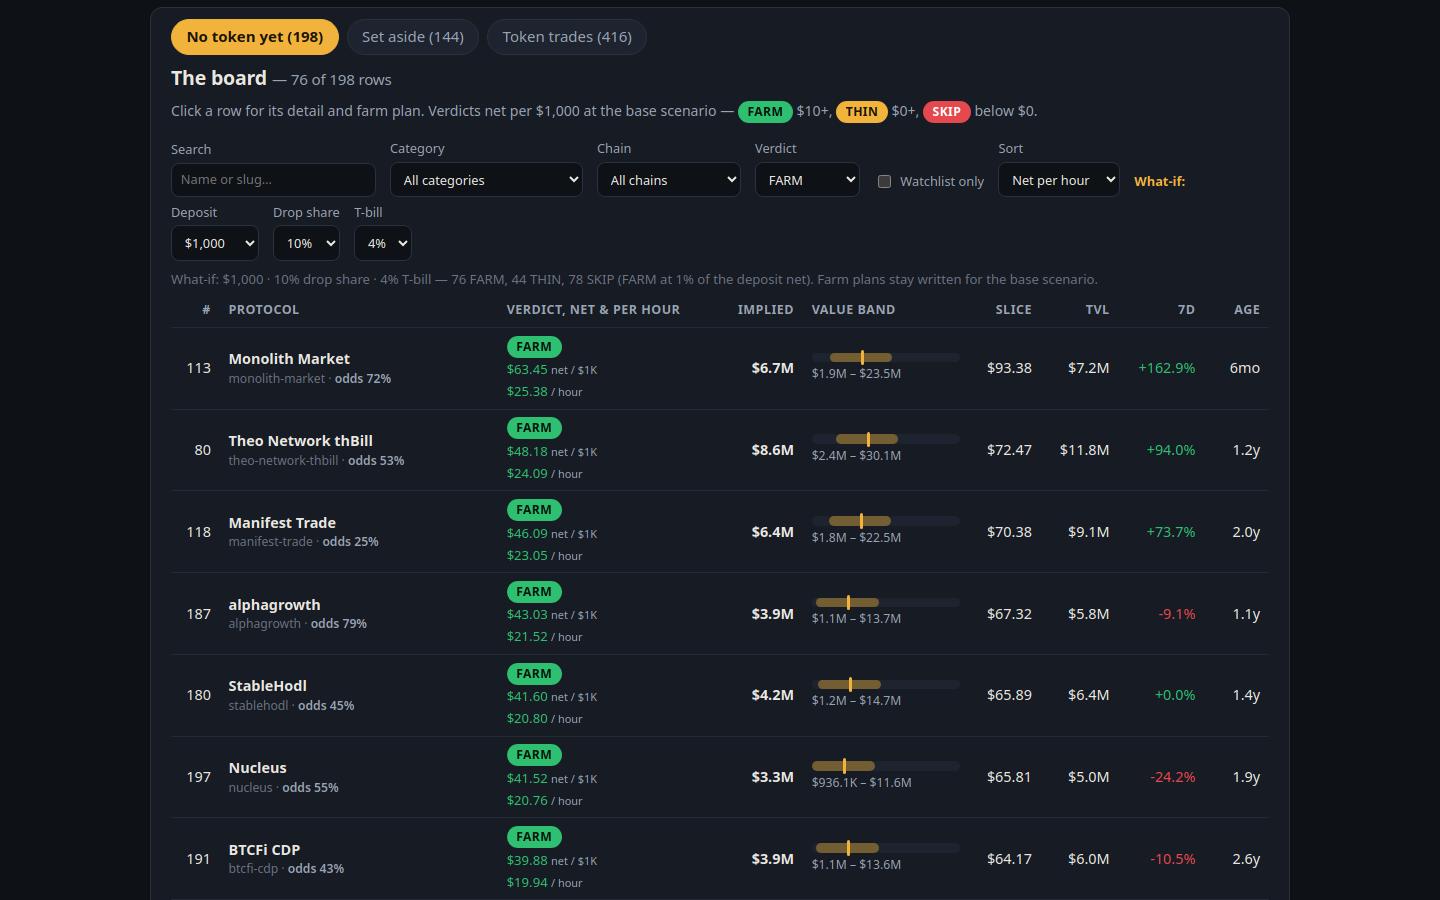 No token yet (198) Set aside (144) Token trades (416)
The board — 76 of 198 rows
Click a row for its detail and farm plan. Verdicts net per $1,000 at the base scenario — FARM $10+, THIN $0+, SKIP below $0.
Search Category Chain Verdict Sort
Name or slug... All categories All chains FARM Watchlist only Net per hour What-if:
Deposit Drop share T-bill
$1,000 10% 4%
What-if: $1,000 · 10% drop share · 4% T-bill — 76 FARM, 44 THIN, 78 SKIP (FARM at 1% of the deposit net). Farm plans stay written for the base scenario.
# PROTOCOL VERDICT, NET & PER HOUR IMPLIED VALUE BAND SLICE TVL 7D AGE
FARM
113 Monolith Market $6.7M $93.38 $7.2M +162.9% 6mo
monolith-market · odds 72% $63.45 net / $1K $1.9M – $23.5M
$25.38 / hour
FARM
80 Theo Network thBill $8.6M $72.47 $11.8M +94.0% 1.2y
theo-network-thbill · odds 53% $48.18 net / $1K $2.4M – $30.1M
$24.09 / hour
FARM
118 Manifest Trade $6.4M $70.38 $9.1M +73.7% 2.0y
manifest-trade · odds 25% $46.09 net / $1K $1.8M – $22.5M
$23.05 / hour
FARM
187 alphagrowth $3.9M $67.32 $5.8M -9.1% 1.1y
alphagrowth · odds 79% $43.03 net / $1K $1.1M – $13.7M
$21.52 / hour
FARM
180 StableHodl $4.2M $65.89 $6.4M +0.0% 1.4y
stablehodl · odds 45% $41.60 net / $1K $1.2M – $14.7M
$20.80 / hour
FARM
197 Nucleus $3.3M $65.81 $5.0M -24.2% 1.9y
nucleus · odds 55% $41.52 net / $1K $936.1K – $11.6M
$20.76 / hour
FARM
191 BTCFi CDP $3.9M $64.17 $6.0M -10.5% 2.6y
btcfi-cdp · odds 43% $39.88 net / $1K $1.1M – $13.6M
$19.94 / hour